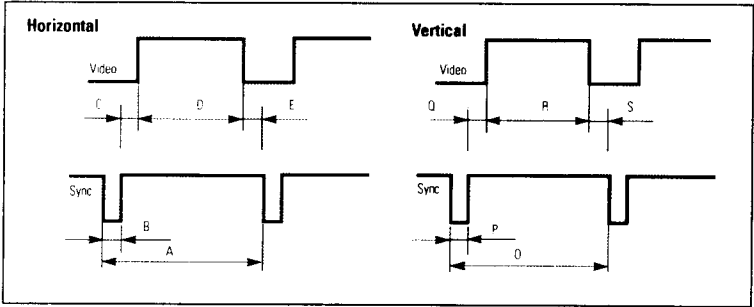 Horizontal
Video
C D E
Sync
B
A
Vertical
Video
Q R S
Sync
P
O